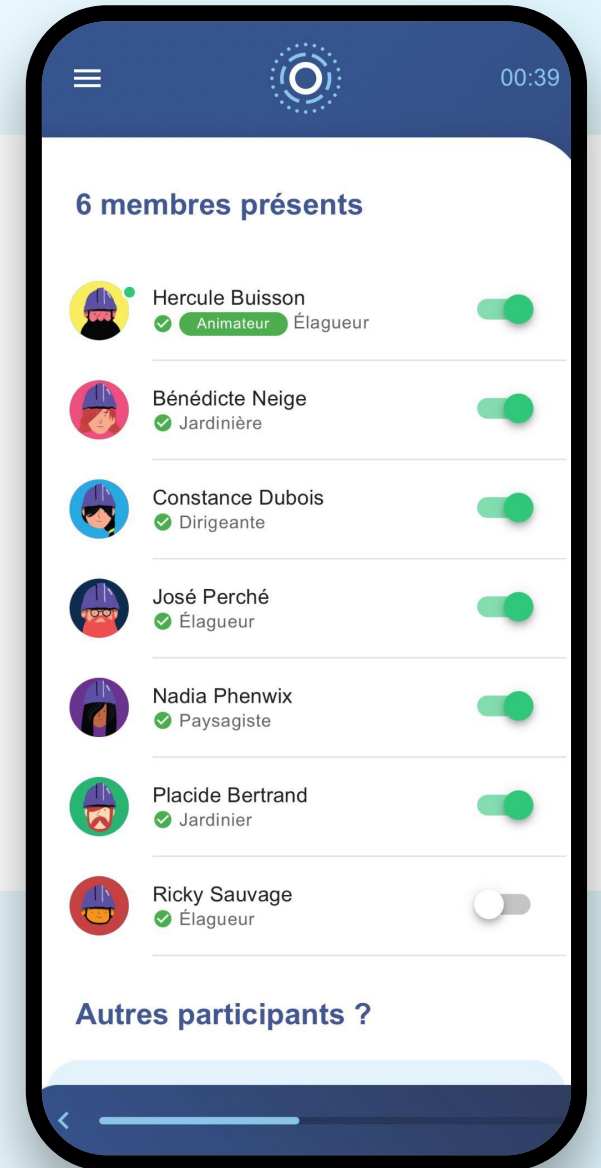 00:39
6 membres présents
Hercule Buisson
Animateur Élagueur
Bénédicte Neige
Jardinière
Constance Dubois
Dirigeante
José Perché
Élagueur
Nadia Phenwix
Paysagiste
Placide Bertrand
Jardinier
Ricky Sauvage
Élagueur
Autres participants ?